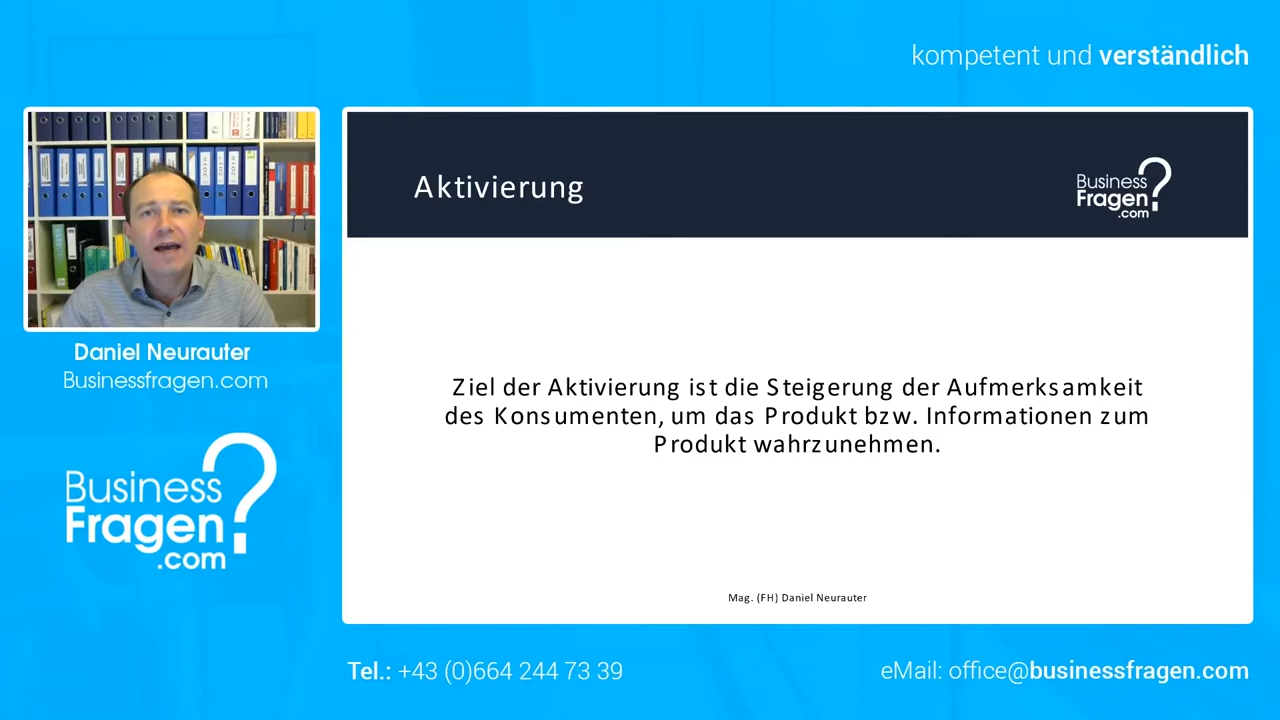 kompetent und verständlich
Aktivierung
Business
Fragen
.com
?
Daniel Neurauter
Businessfragen.com
Business
Fragen
.com
?
Ziel der Aktivierung ist die Steigerung der Aufmerksamkeit
des Konsumenten, um das Produkt bzw. Informationen zum
Produkt wahrzunehmen.
Mag. (FH) Daniel Neurauter
Tel.: +43 (0)664 244 73 39
eMail: office@businessfragen.com